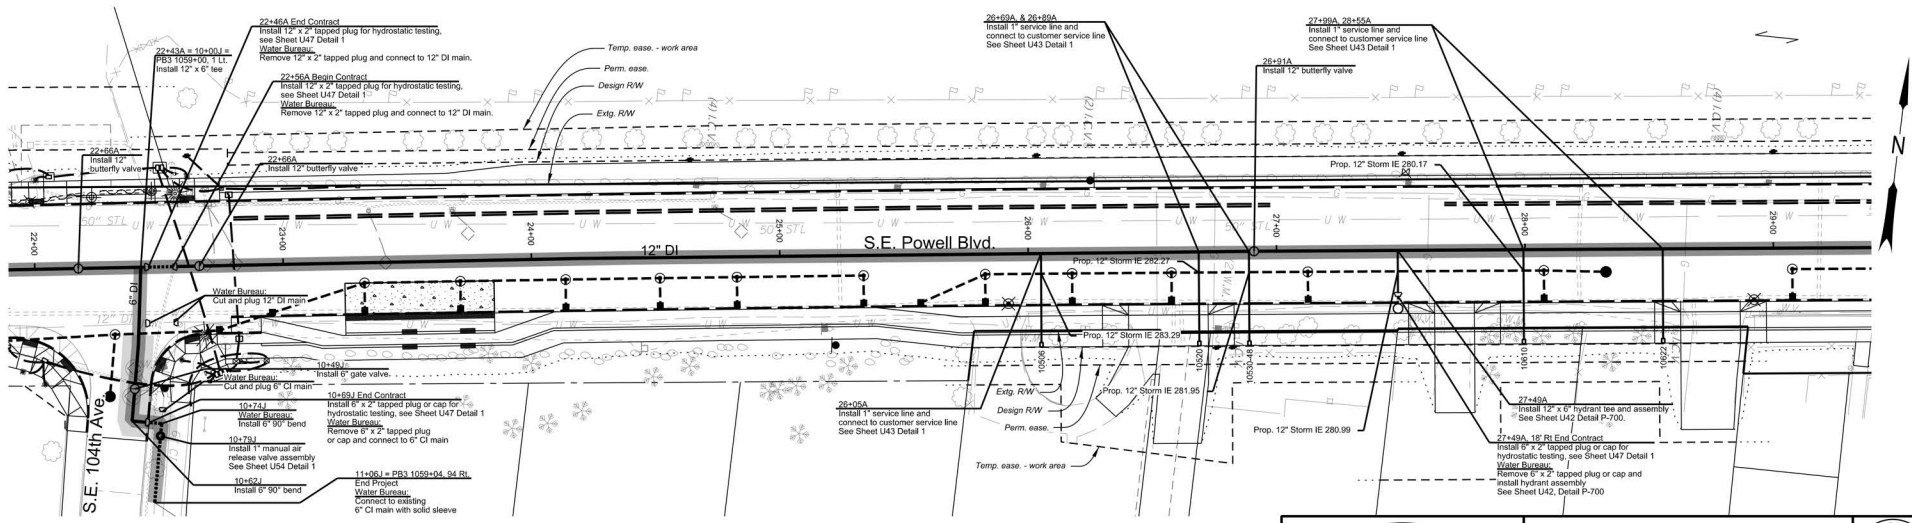 22+46A End Contract
Install 12" x 2" tapped plug for hydrostatic testing,
see Sheet U47 Detail 1
Water Bureau:
Remove 12" x 2" tapped plug and connect to 12" DI main.
22+43A = 10+00J =
PB3 1059+00, 1 Lt.
Install 12" x 6" tee
22+56A Begin Contract
Install 12" x 2" tapped plug for hydrostatic testing,
see Sheet U47 Detail 1
Water Bureau:
Remove 12" x 2" tapped plug and connect to 12" DI main.
22+66A
Install 12"
butterfly valve
22+66A
Install 12" butterfly valve
Temp. ease. - work area
Perm. ease.
Design R/W
Extg. R/W
26+69A, & 26+89A
Install 1" service line and
connect to customer service line
See Sheet U43 Detail 1
27+99A, 28+55A
Install 1" service line and
connect to customer service line
See Sheet U43 Detail 1
26+91A
Install 12" butterfly valve
Prop. 12" Storm IE 280.17
N
50" STL
50" STL
50" STL
22+00
23+00
24+00
25+00
26+00
27+00
28+00
29+00
12" DI
S.E. Powell Blvd.
Prop. 12" Storm IE 282.27
6" DI
12" DI
Water Bureau:
Cut and plug 12" DI main
Prop. 12" Storm IE 283.29
10506
10520
10530-48
10610
10622
10+49J
Install 6" gate valve
Water Bureau:
Cut and plug 6" CI main
10+69J End Contract
Install 6" x 2" tapped plug or cap for
hydrostatic testing, see Sheet U47 Detail 1
Water Bureau:
Remove 6" x 2" tapped plug
or cap and connect to 6" CI main
10+74J
Water Bureau:
Install 6" 90° bend
10+79J
Install 1" manual air
release valve assembly
See Sheet U54 Detail 1
10+62J
Install 6" 90° bend
11+06J = PB3 1059+04, 94 Rt.
End Project
Water Bureau:
Connect to existing
6" CI main with solid sleeve
S.E. 104th Ave.
26+05A
Install 1" service line and
connect to customer service line
See Sheet U43 Detail 1
Extg. R/W
Design R/W
Perm. ease.
Temp. ease. - work area
Prop. 12" Storm IE 281.95
Prop. 12" Storm IE 280.99
27+49A
Install 12" x 6" hydrant tee and assembly
See Sheet U42 Detail P-700.
27+49A, 18' Rt End Contract
Install 6" x 2" tapped plug or cap for
hydrostatic testing, see Sheet U47 Detail 1
Water Bureau:
Remove 6" x 2" tapped plug or cap and
install hydrant assembly
See Sheet U42, Detail P-700